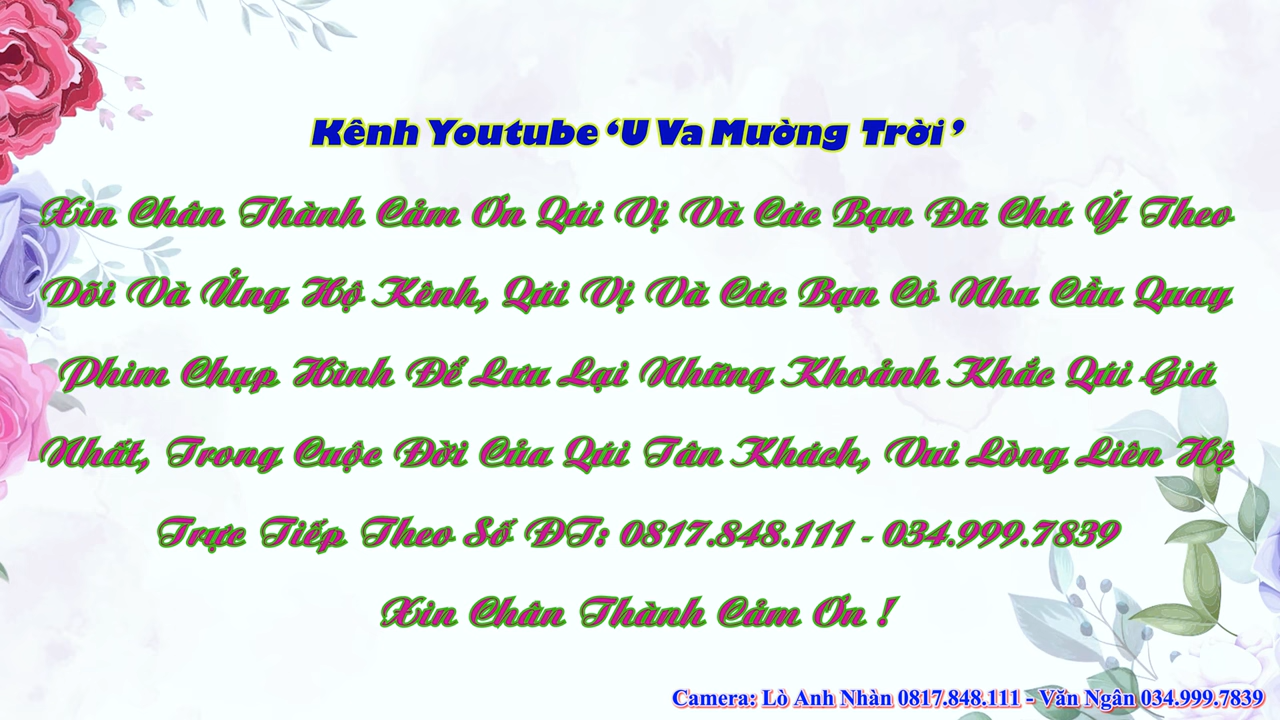 Kênh Youtube ‘U Va Mường Trời’
Xin Chân Thành Cảm Ơn Qúi Vị Và Các Bạn Đã Chú Ý Theo
Dõi Và Ủng Hộ Kênh, Qúi Vị Và Các Bạn Có Nhu Cầu Quay
Phim Chụp Hình Để Lưu Lại Những Khoảnh Khắc Qúi Giá
Nhất, Trong Cuộc Đời Của Qúi Tân Khách, Vui Lòng Liên Hệ
Trực Tiếp Theo Số ĐT: 0817.848.111 - 034.999.7839
Xin Chân Thành Cảm Ơn !
Camera: Lò Anh Nhàn 0817.848.111 - Văn Ngân 034.999.7839